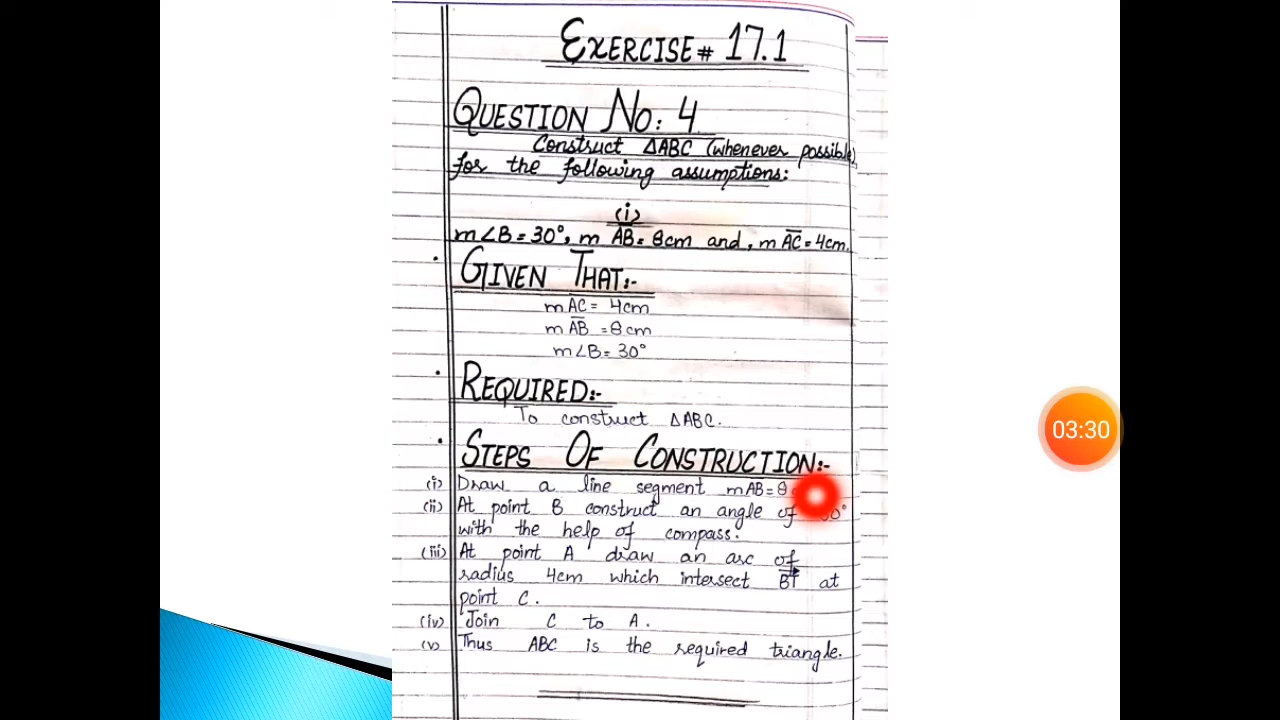 EXERCISE# 17.1
QUESTION NO: 4
Construct ΔABC (whenever possible)
for the following assumptions:
(i)
m∠B = 30°, m AB = 8cm and, m AC = 4cm.
GIVEN THAT:-
m AC = 4cm
m AB = 8cm
m∠B = 30°
REQUIRED:-
To construct ΔABC.
STEPS OF CONSTRUCTION:-
(i) Draw a line segment mAB = 8
(ii) At point B construct an angle of
with the help of compass.
(iii) At point A draw an arc of
radius 4cm which intersect BT at
point C.
(iv) Join C to A.
(v) Thus ABC is the required triangle.
03:30